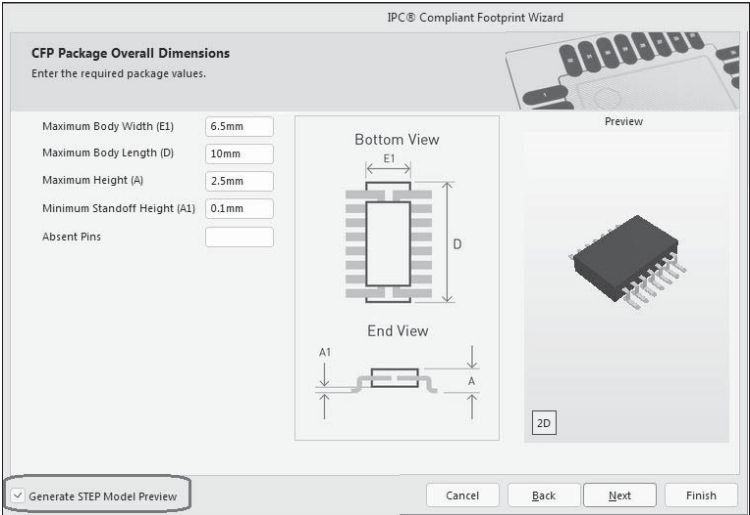 IPC® Compliant Footprint Wizard
CFP Package Overall Dimensions
Enter the required package values.
Maximum Body Width (E1) 6.5mm
Maximum Body Length (D) 10mm
Maximum Height (A) 2.5mm
Minimum Standoff Height (A1) 0.1mm
Absent Pins
Bottom View
E1
D
End View
A1
A
Preview
2D
Generate STEP Model Preview
Cancel Back Next Finish